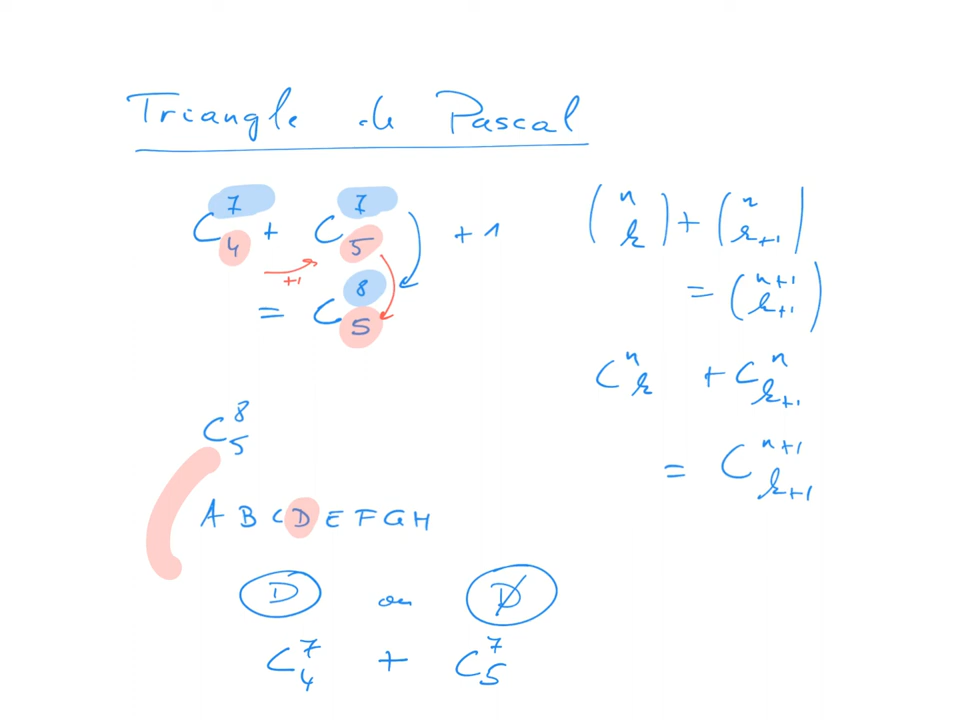 Triangle de Pascal
C⁷₄ + C⁷₅ + 1
+1
= C⁸₅
(n k) + (n k+1)
= (n+1 k+1)
Cⁿₖ + Cⁿₖ₊₁
= Cⁿ⁺¹ₖ₊₁
C⁸₅
A B C D E F G H
D ou D̸
C⁷₄ + C⁷₅